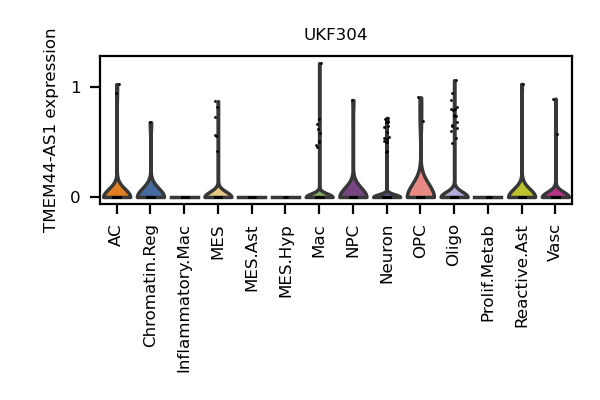 UKF304
TMEM44-AS1 expression
1
0
AC
Chromatin.Reg
Inflammatory.Mac
MES
MES.Ast
MES.Hyp
Mac
NPC
Neuron
OPC
Oligo
Prolif.Metab
Reactive.Ast
Vasc